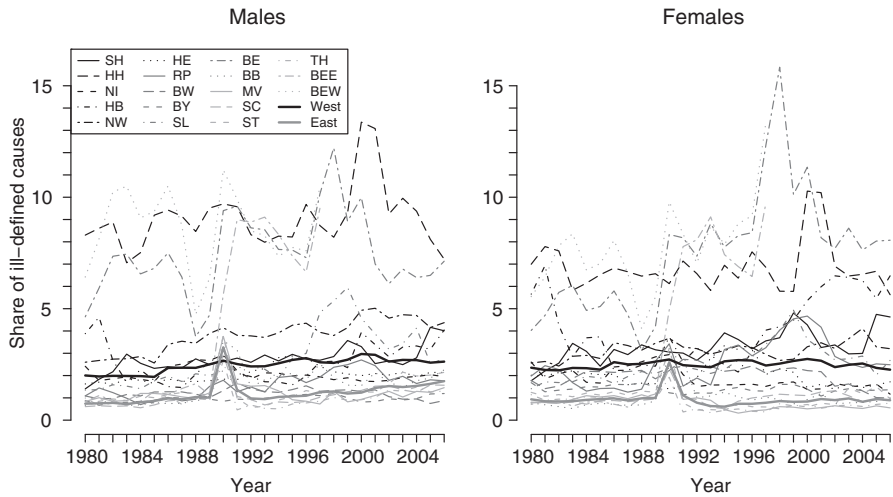 Males
Females
Share of ill–defined causes
SH HE BE TH
HH RP BB BEE
NI BW MV BEW
HB BY SC West
NW SL ST East
15
10
5
0
1980 1984 1988 1992 1996 2000 2004
Year
15
10
5
0
1980 1984 1988 1992 1996 2000 2004
Year